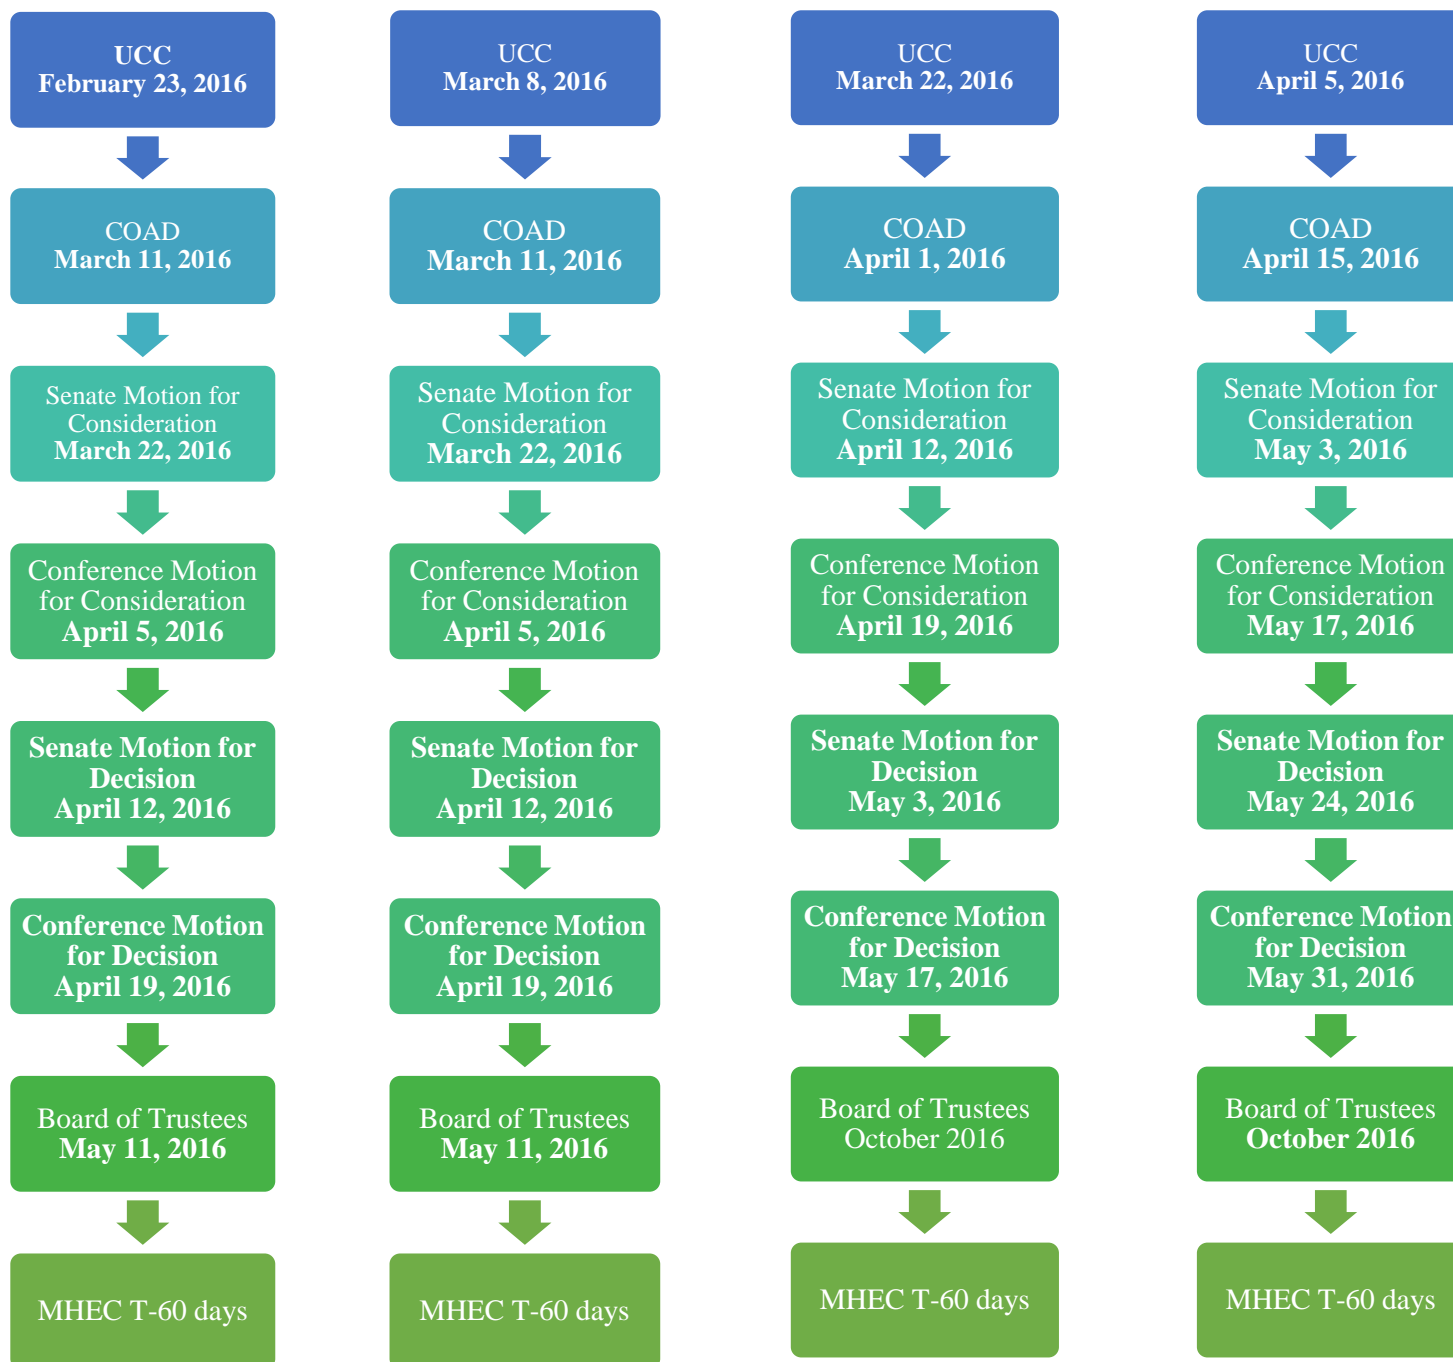 UCC
February 23, 2016
COAD
March 11, 2016
Senate Motion for
Consideration
March 22, 2016
Conference Motion
for Consideration
April 5, 2016
Senate Motion for
Decision
April 12, 2016
Conference Motion
for Decision
April 19, 2016
Board of Trustees
May 11, 2016
MHEC T-60 days
UCC
March 8, 2016
COAD
March 11, 2016
Senate Motion for
Consideration
March 22, 2016
Conference Motion
for Consideration
April 5, 2016
Senate Motion for
Decision
April 12, 2016
Conference Motion
for Decision
April 19, 2016
Board of Trustees
May 11, 2016
MHEC T-60 days
UCC
March 22, 2016
COAD
April 1, 2016
Senate Motion for
Consideration
April 12, 2016
Conference Motion
for Consideration
April 19, 2016
Senate Motion for
Decision
May 3, 2016
Conference Motion
for Decision
May 17, 2016
Board of Trustees
October 2016
MHEC T-60 days
UCC
April 5, 2016
COAD
April 15, 2016
Senate Motion for
Consideration
May 3, 2016
Conference Motion
for Consideration
May 17, 2016
Senate Motion for
Decision
May 24, 2016
Conference Motion
for Decision
May 31, 2016
Board of Trustees
October 2016
MHEC T-60 days